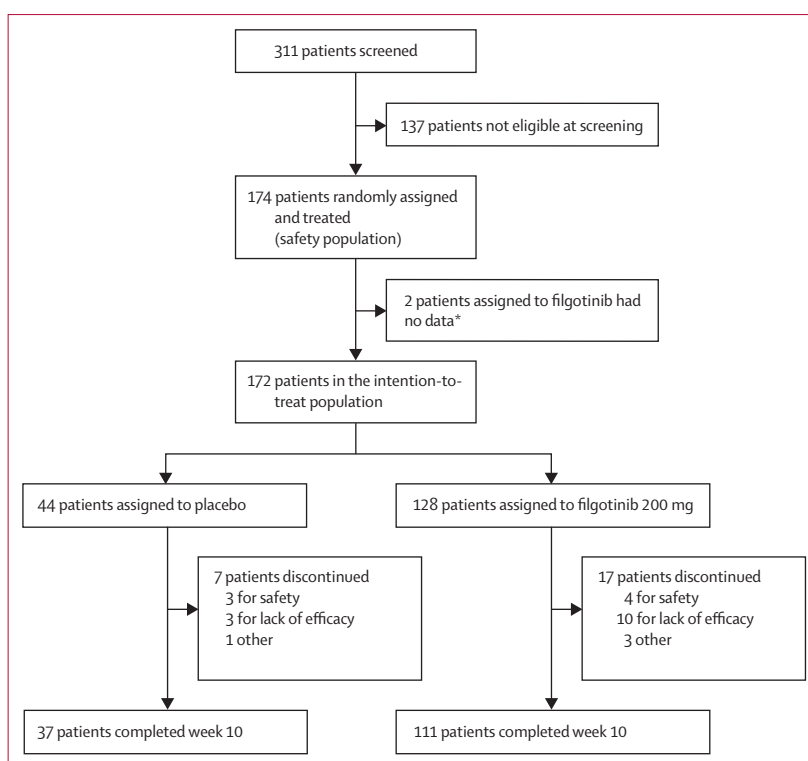 311 patients screened
137 patients not eligible at screening
174 patients randomly assigned
and treated
(safety population)
2 patients assigned to filgotinib had
no data*
172 patients in the intention-to-
treat population
44 patients assigned to placebo
128 patients assigned to filgotinib 200 mg
7 patients discontinued
3 for safety
3 for lack of efficacy
1 other
17 patients discontinued
4 for safety
10 for lack of efficacy
3 other
37 patients completed week 10
111 patients completed week 10